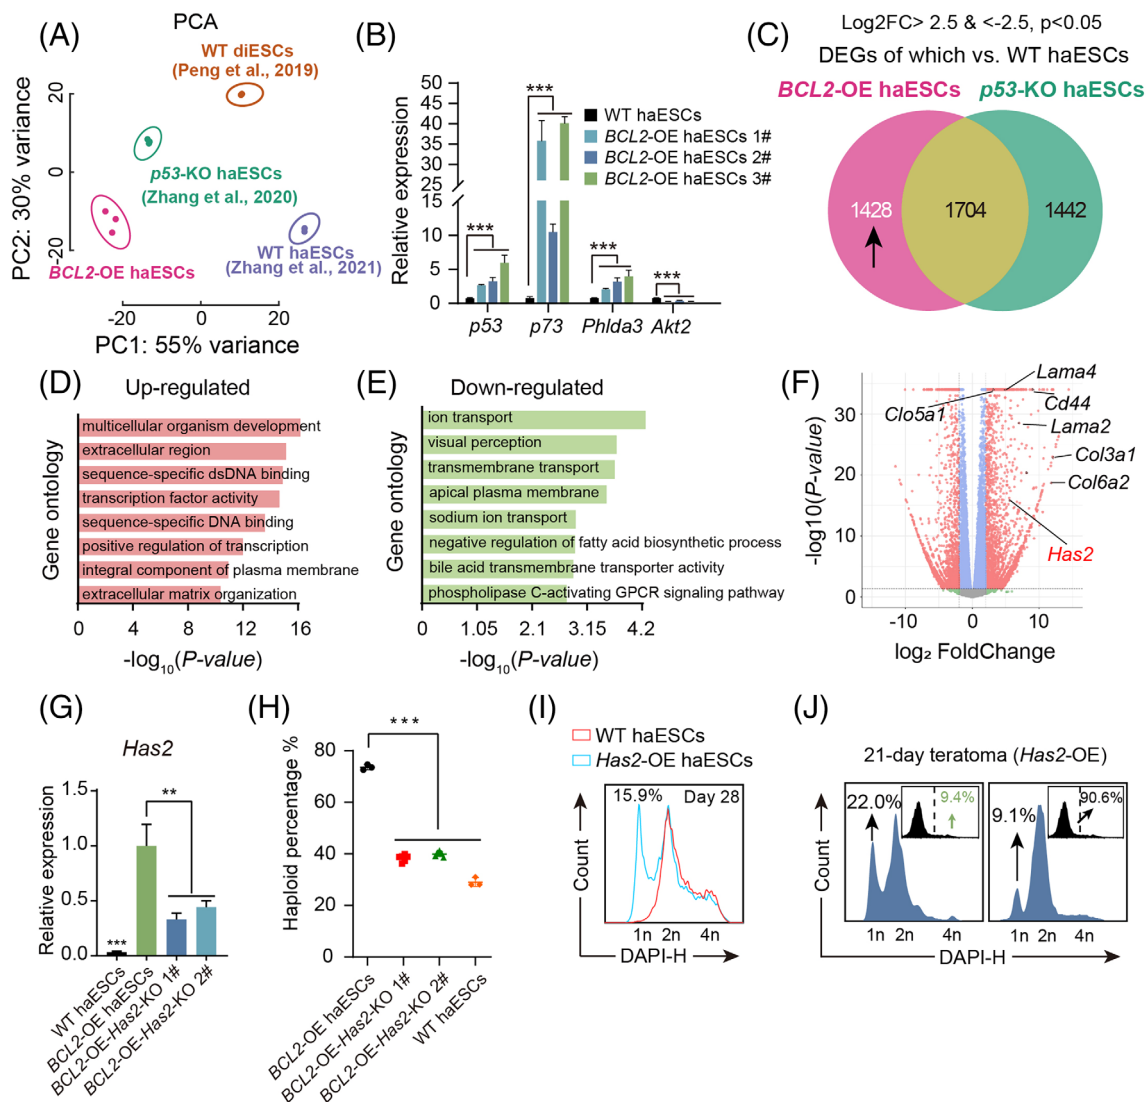 (A)
PCA
WT diESCs
(Peng et al., 2019)
20
0
-20
PC2: 30% variance
p53-KO haESCs
(Zhang et al., 2020)
WT haESCs
(Zhang et al., 2021)
BCL2-OE haESCs
-20
0
20
PC1: 55% variance
(B)
Relative expression
50
45
40
35
30
25
15
10
5
0
***
***
***
***
WT haESCs
BCL2-OE haESCs 1#
BCL2-OE haESCs 2#
BCL2-OE haESCs 3#
p53
p73
Phlda3
Akt2
(C)
Log2FC> 2.5 & <-2.5, p<0.05
DEGs of which vs. WT haESCs
BCL2-OE haESCs
p53-KO haESCs
1428
1704
1442
(D)
Up-regulated
Gene ontology
multicellular organism development
extracellular region
sequence-specific dsDNA binding
transcription factor activity
sequence-specific DNA binding
positive regulation of transcription
integral component of plasma membrane
extracellular matrix organization
0
4
8
12
16
-log10(P-value)
(E)
Down-regulated
Gene ontology
ion transport
visual perception
transmembrane transport
apical plasma membrane
sodium ion transport
negative regulation of fatty acid biosynthetic process
bile acid transmembrane transporter activity
phospholipase C-activating GPCR signaling pathway
0
1.05
2.1
3.15
4.2
-log10(P-value)
(F)
-log10(P-value)
30
20
10
0
Lama4
Clo5a1
Cd44
Lama2
Col3a1
Col6a2
Has2
-10
0
10
log₂ FoldChange
(G)
Has2
Relative expression
1.5
1.0
0.5
0.0
**
***
WT haESCs
BCL2-OE haESCs
BCL2-OE-Has2-KO 1#
BCL2-OE-Has2-KO 2#
(H)
Haploid percentage %
80
60
40
20
0
***
BCL2-OE haESCs
BCL2-OE-Has2-KO 1#
BCL2-OE-Has2-KO 2#
WT haESCs
(I)
WT haESCs
Has2-OE haESCs
15.9%
Day 28
Count
1n
2n
4n
DAPI-H
(J)
21-day teratoma (Has2-OE)
Count
22.0%
9.4%
1n
2n
4n
9.1%
90.6%
1n
2n
4n
DAPI-H